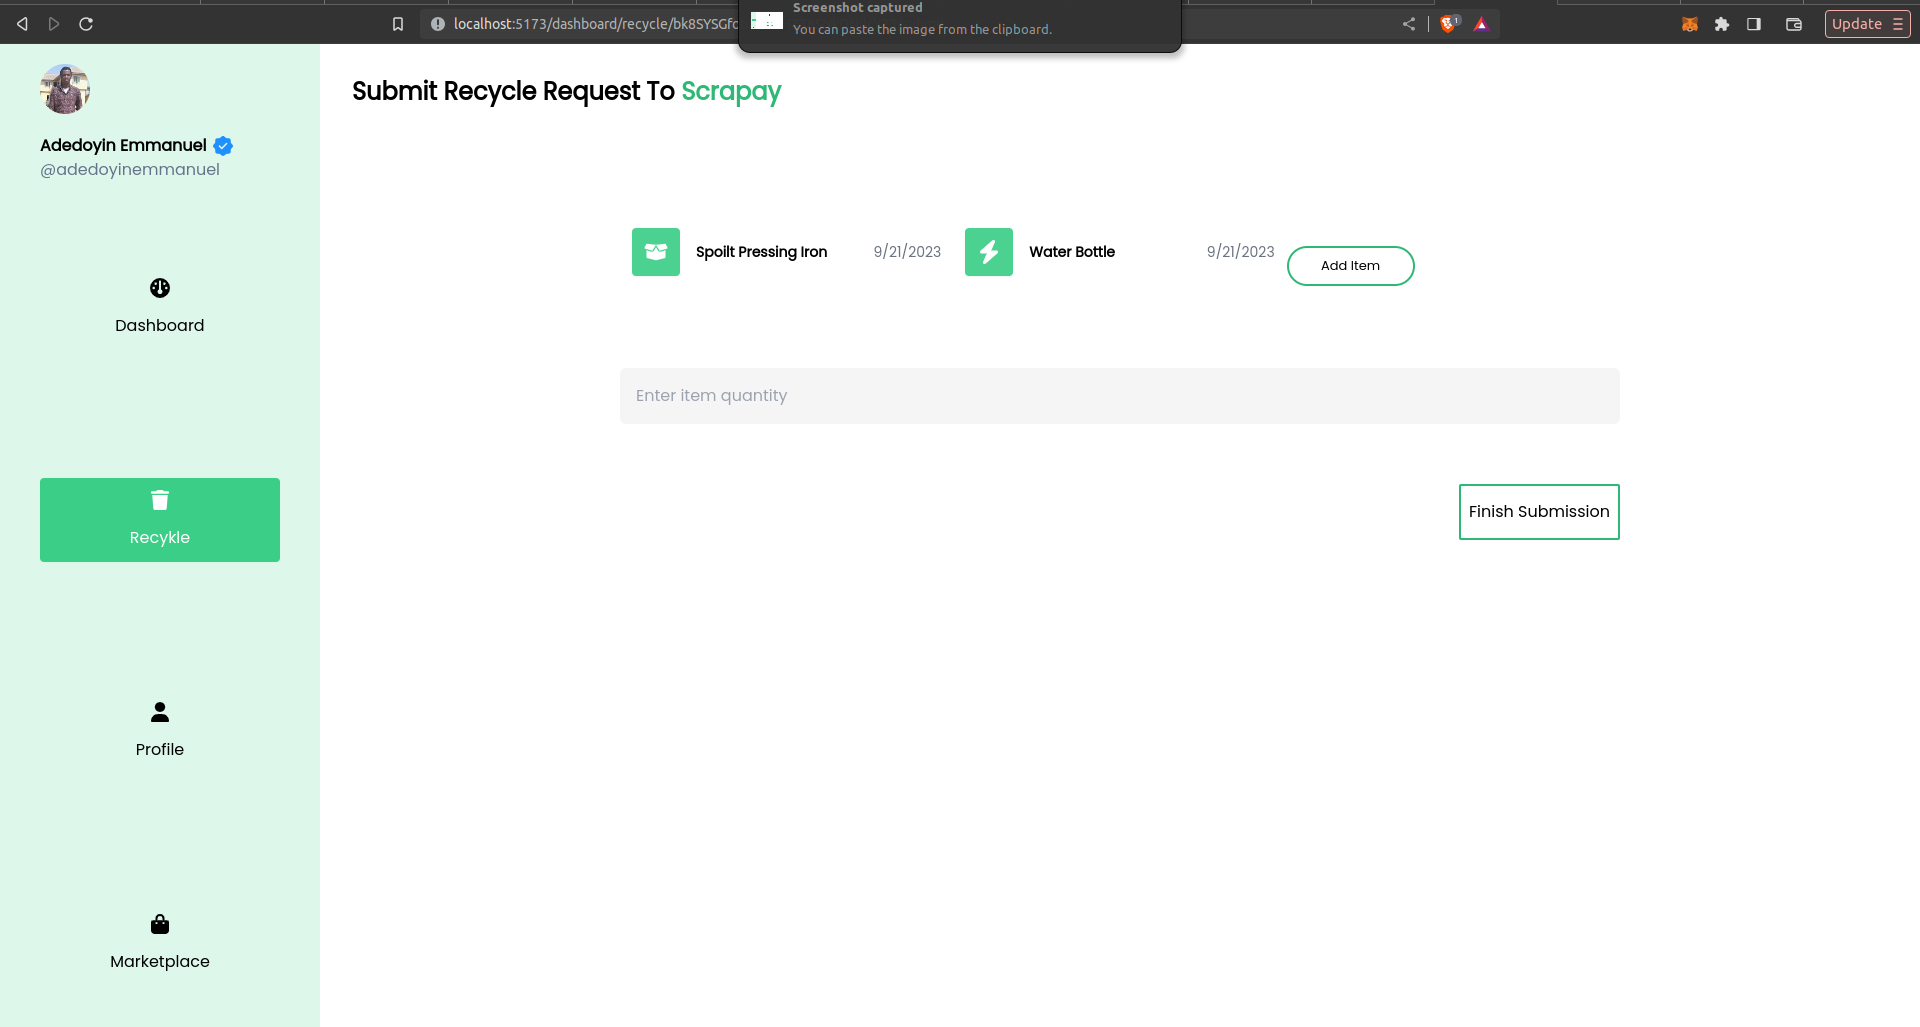 Screenshot captured
You can paste the image from the clipboard.
localhost:5173/dashboard/recycle/bk8SYSGf
1
Update
Submit Recycle Request To Scrapay
Adedoyin Emmanuel
@adedoyinemmanuel
Spoilt Pressing Iron 9/21/2023 Water Bottle 9/21/2023 Add Item
Dashboard
Enter item quantity
Finish Submission
Recykle
Profile
Marketplace